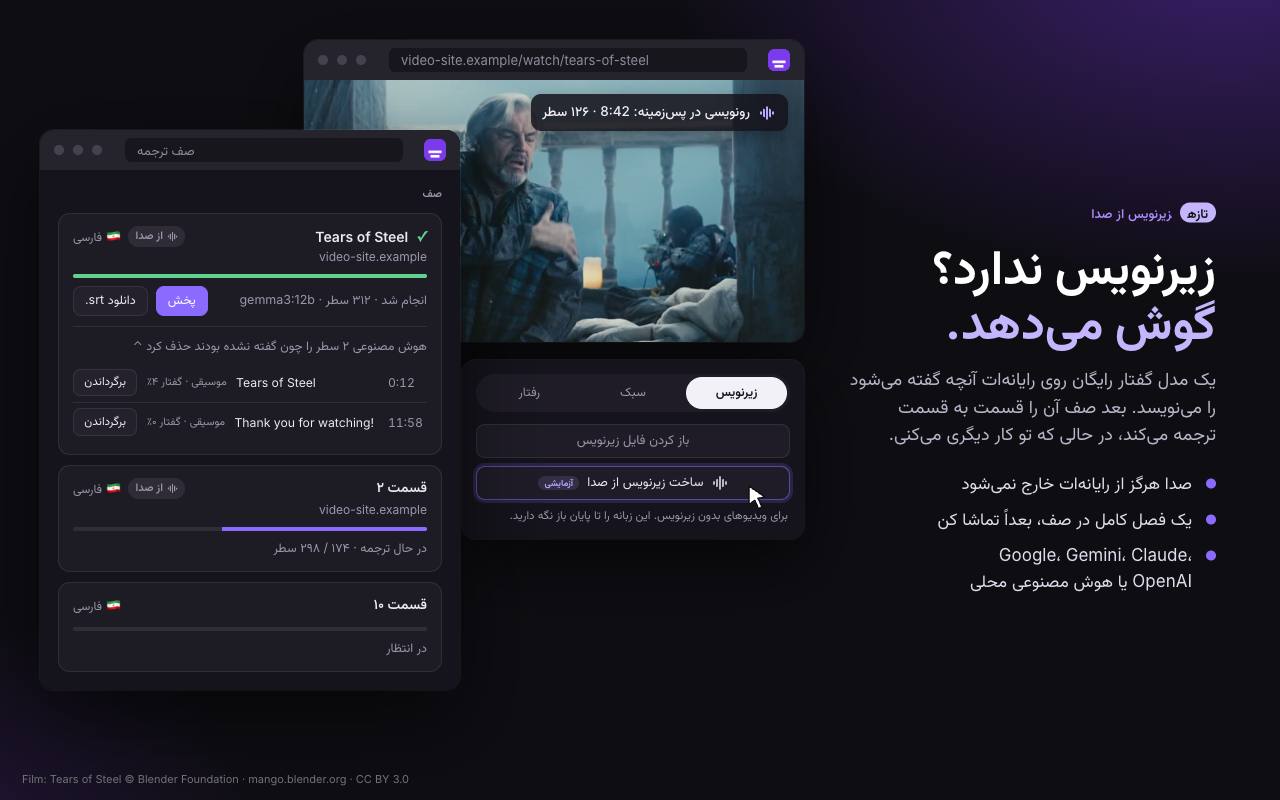 video-site.example/watch/tears-of-steel
رونویسی در پس‌زمینه: 8:42 · ۱۲۶ سطر
تازه
زیرنویس از صدا
زیرنویس ندارد؟
گوش می‌دهد.
یک مدل گفتار رایگان روی رایانه‌ات آنچه گفته می‌شود
را می‌نویسد. بعد صف آن را قسمت به قسمت
ترجمه می‌کند، در حالی که تو کار دیگری می‌کنی.
صدا هرگز از رایانه‌ات خارج نمی‌شود
یک فصل کامل در صف، بعداً تماشا کن
Google، Gemini، Claude،
OpenAI یا هوش مصنوعی محلی
زیرنویس
سبک
رفتار
باز کردن فایل زیرنویس
ساخت زیرنویس از صدا
آزمایشی
برای ویدیوهای بدون زیرنویس. این زبانه را تا پایان باز نگه دارید.
صف ترجمه
صف
✓ Tears of Steel
از صدا
فارسی
video-site.example
انجام شد · ۳۱۲ سطر · gemma3:12b
پخش
دانلود ‎.srt
هوش مصنوعی ۲ سطر را چون گفته نشده بودند حذف کرد ^
0:12
Tears of Steel
موسیقی · گفتار ۴٪
برگرداندن
11:58
Thank you for watching!
موسیقی · گفتار ۰٪
برگرداندن
قسمت ۲
از صدا
فارسی
video-site.example
در حال ترجمه · ۱۷۴ / ۲۹۸ سطر
قسمت ۱۰
فارسی
در انتظار
Film: Tears of Steel © Blender Foundation · mango.blender.org · CC BY 3.0